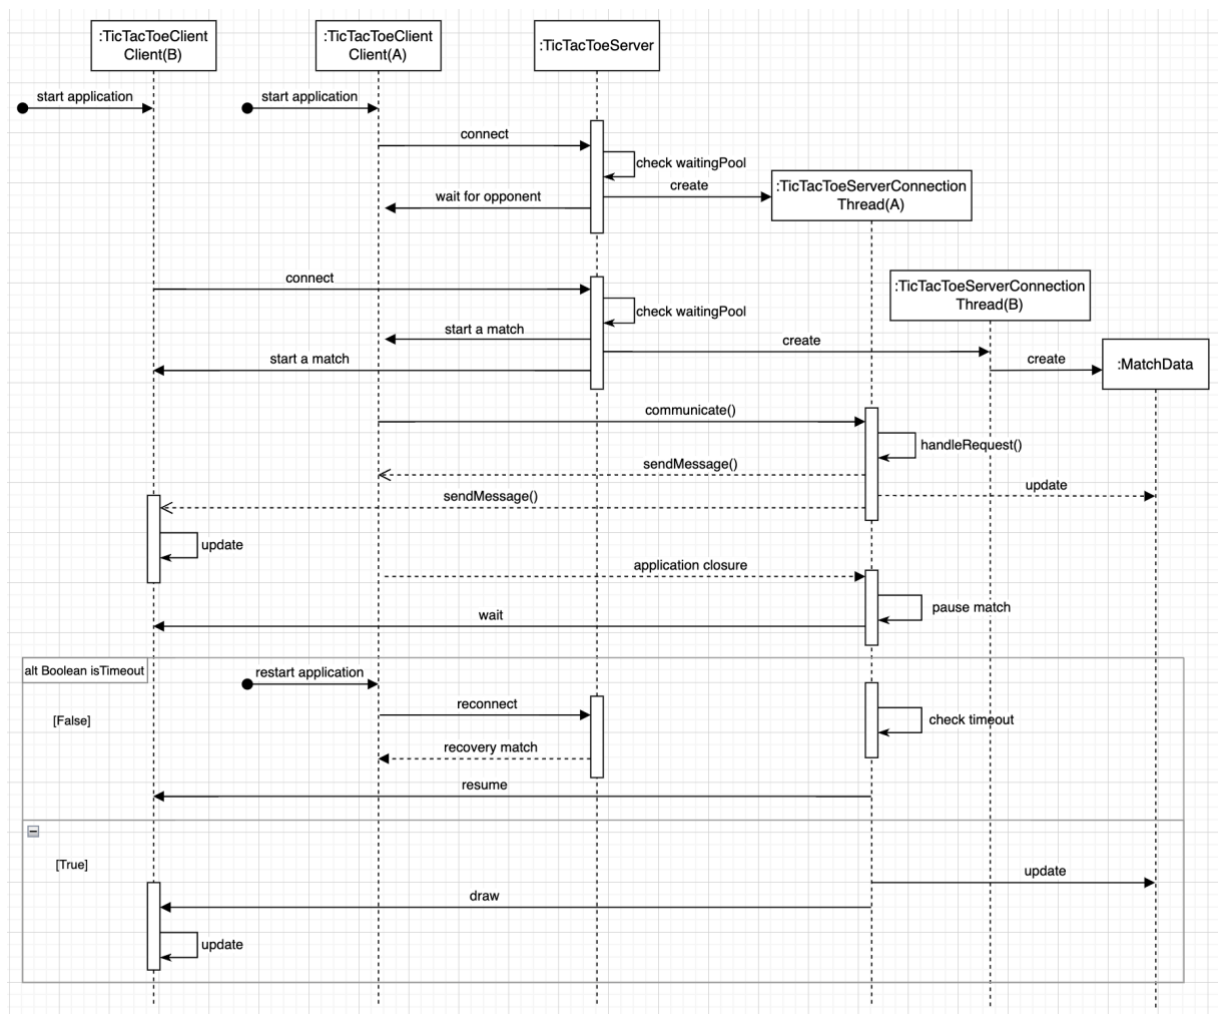 :TicTacToeClient
Client(B)
:TicTacToeClient
Client(A)
:TicTacToeServer
start application
start application
connect
check waitingPool
create
:TicTacToeServerConnection
Thread(A)
wait for opponent
connect
:TicTacToeServerConnection
Thread(B)
check waitingPool
start a match
create
start a match
create
:MatchData
communicate()
handleRequest()
sendMessage()
update
sendMessage()
update
application closure
pause match
wait
alt Boolean isTimeout
restart application
[False]
reconnect
check timeout
recovery match
resume
[True]
update
draw
update